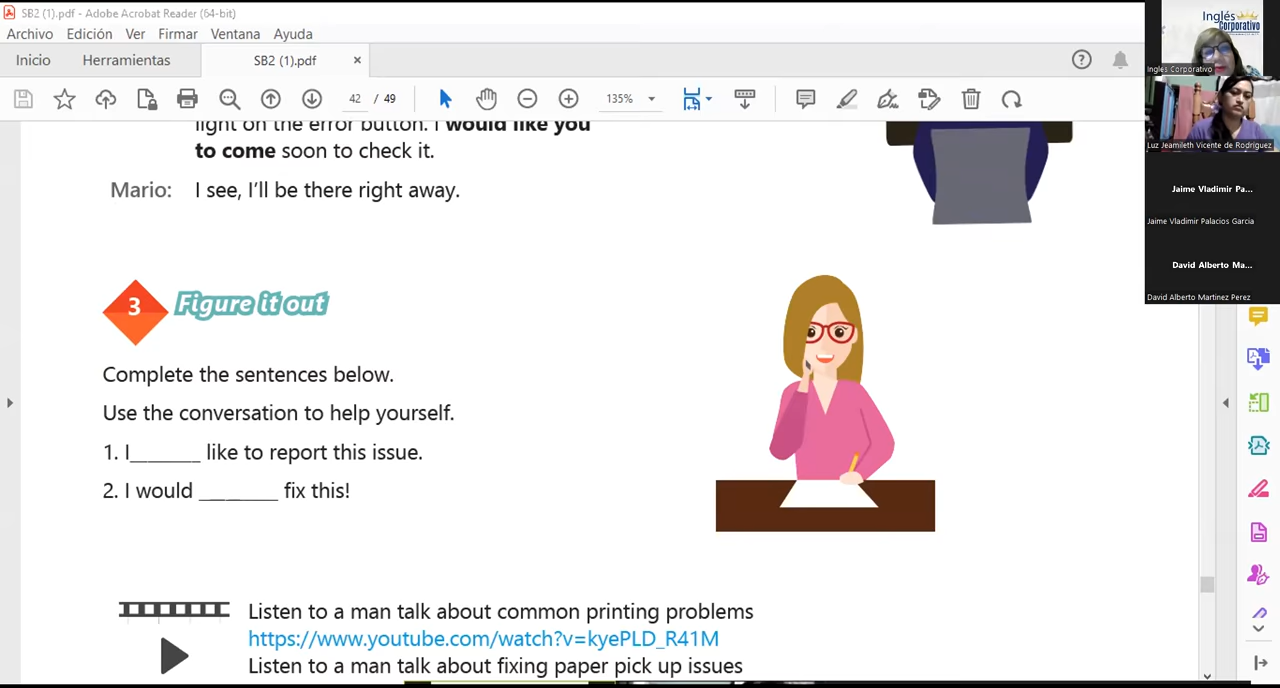 SB2 (1).pdf - Adobe Acrobat Reader (64-bit)
Archivo Edición Ver Firmar Ventana Ayuda
Inicio Herramientas SB2 (1).pdf ×
42 / 49 135%
light on the error button. I would like you
to come soon to check it.
Mario: I see, I'll be there right away.
3 Figure it out
Complete the sentences below.
Use the conversation to help yourself.
1. I______ like to report this issue.
2. I would _______ fix this!
Listen to a man talk about common printing problems
https://www.youtube.com/watch?v=kyePLD_R41M
Listen to a man talk about fixing paper pick up issues
Inglés
Corporativo
Ingles Corporativo
Luz Jeamileth Vicente de Rodriguez
Jaime Vladimir Pa...
Jaime Vladimir Palacios Garcia
David Alberto Ma...
David Alberto Martinez Perez